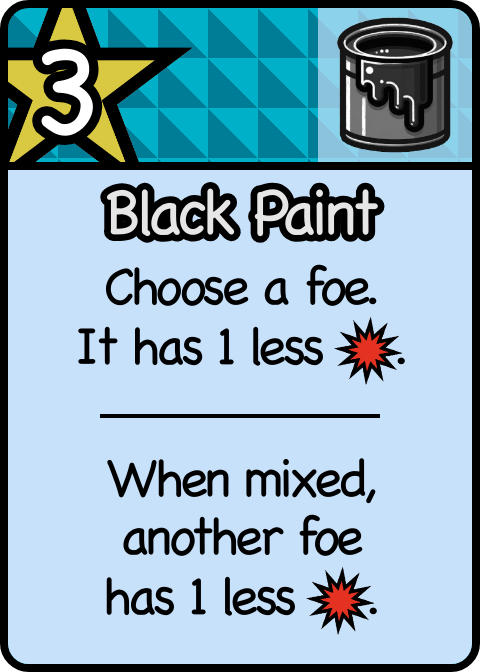 3
Black Paint
Choose a foe.
It has 1 less .
When mixed,
another foe
has 1 less .